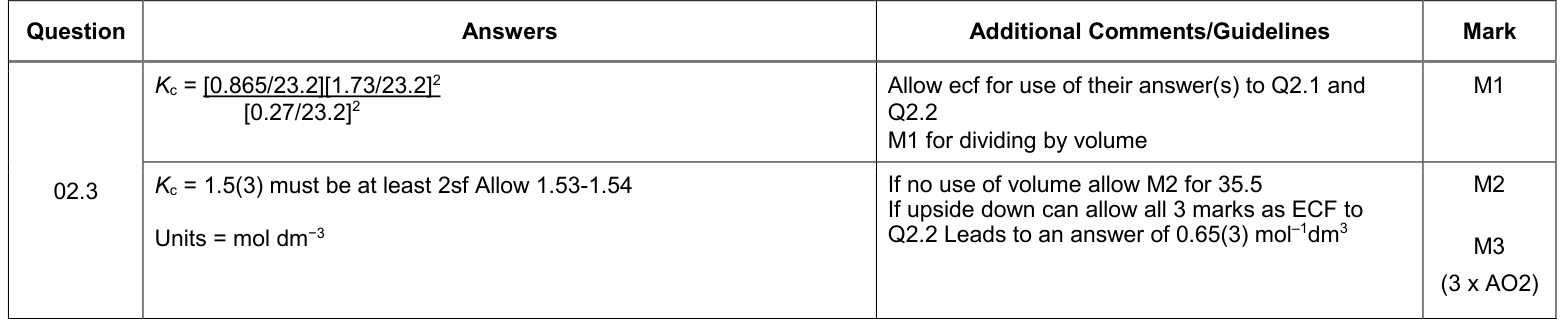 Question Answers Additional Comments/Guidelines Mark
02.3
K꜀ = [0.865/23.2][1.73/23.2]²
[0.27/23.2]²
Allow ecf for use of their answer(s) to Q2.1 and
Q2.2
M1 for dividing by volume
M1
K꜀ = 1.5(3) must be at least 2sf Allow 1.53-1.54
Units = mol dm⁻³
If no use of volume allow M2 for 35.5
If upside down can allow all 3 marks as ECF to
Q2.2 Leads to an answer of 0.65(3) mol⁻¹dm³
M2
M3
(3 x AO2)